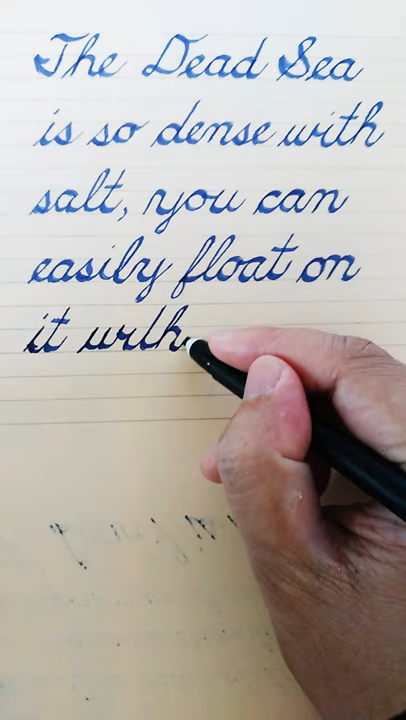 The Dead Sea
is so dense with
salt, you can
easily float on
it with